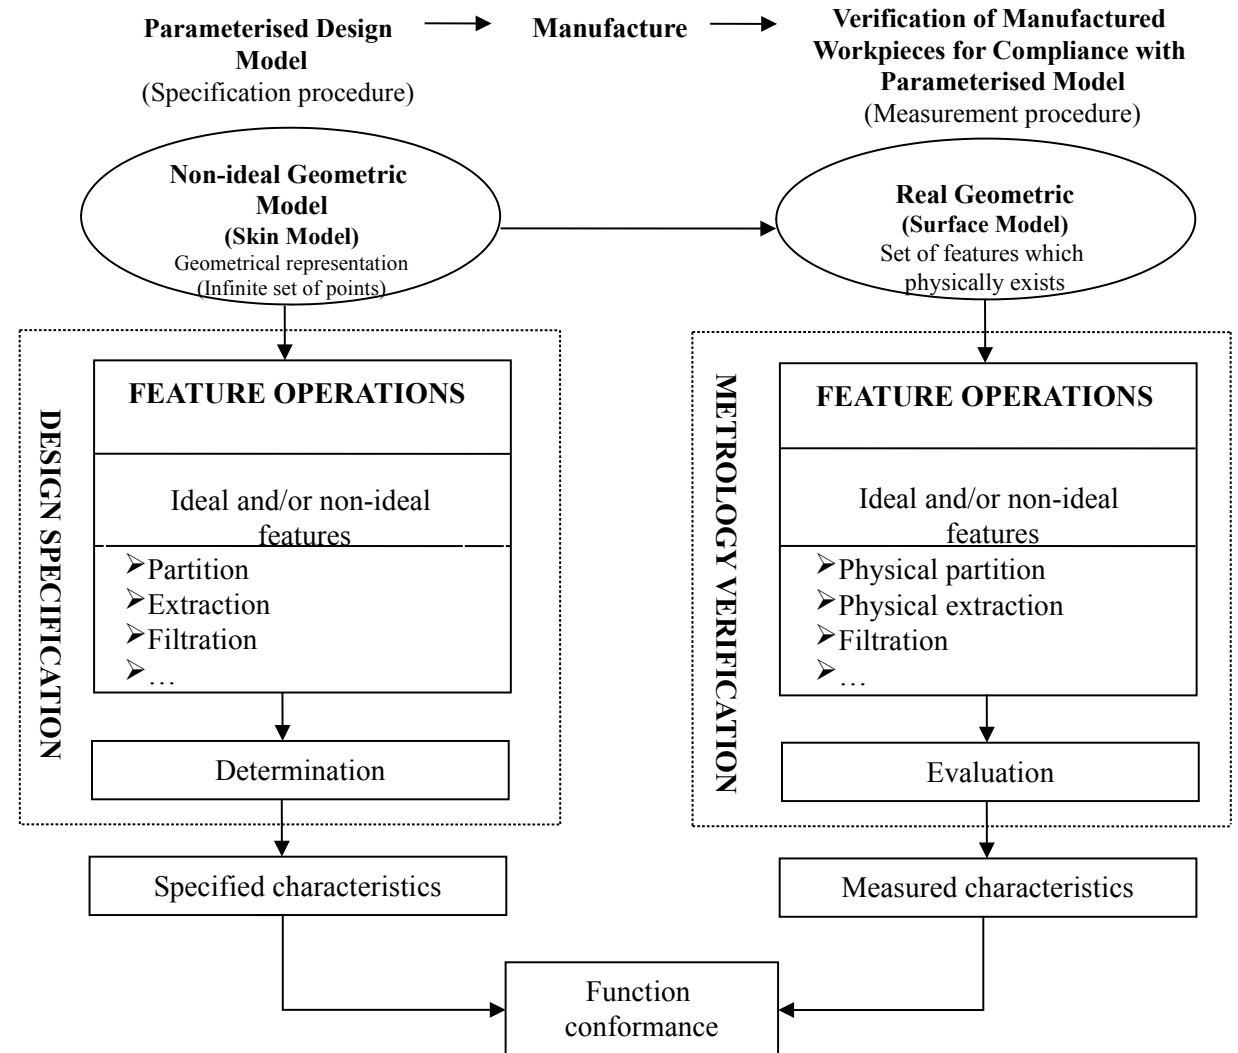 Parameterised Design
Model
(Specification procedure)
Manufacture
Verification of Manufactured
Workpieces for Compliance with
Parameterised Model
(Measurement procedure)
Non-ideal Geometric
Model
(Skin Model)
Geometrical representation
(Infinite set of points)
Real Geometric
(Surface Model)
Set of features which
physically exists
DESIGN SPECIFICATION
FEATURE OPERATIONS
Ideal and/or non-ideal
features
Partition
Extraction
Filtration
…
Determination
Specified characteristics
METROLOGY VERIFICATION
FEATURE OPERATIONS
Ideal and/or non-ideal
features
Physical partition
Physical extraction
Filtration
…
Evaluation
Measured characteristics
Function
conformance